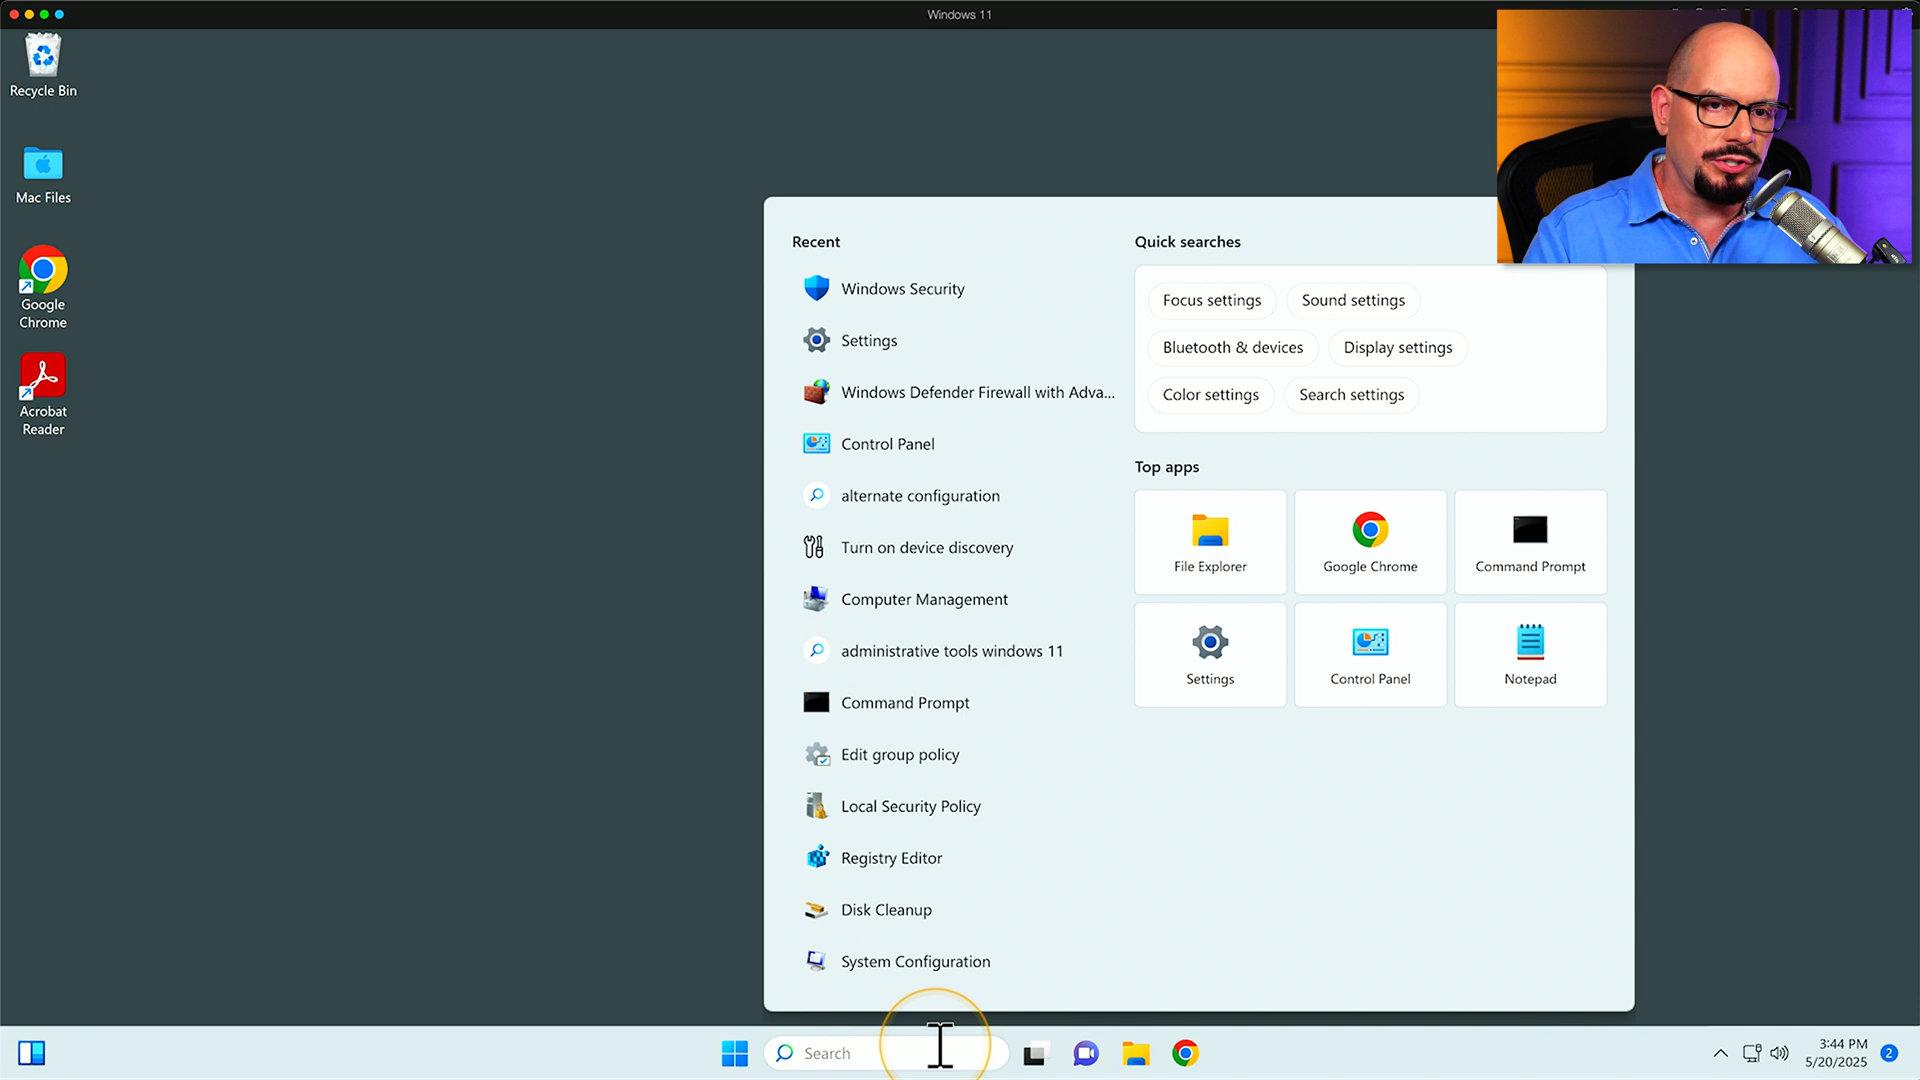 Windows 11
Recycle Bin
Mac Files
Google
Chrome
Acrobat
Reader
Recent
Windows Security
Settings
Windows Defender Firewall with Adva...
Control Panel
alternate configuration
Turn on device discovery
Computer Management
administrative tools windows 11
Command Prompt
Edit group policy
Local Security Policy
Registry Editor
Disk Cleanup
System Configuration
Quick searches
Focus settings
Sound settings
Bluetooth & devices
Display settings
Color settings
Search settings
Top apps
File Explorer
Google Chrome
Command Prompt
Settings
Control Panel
Notepad
Search
3:44 PM
5/20/2025
2